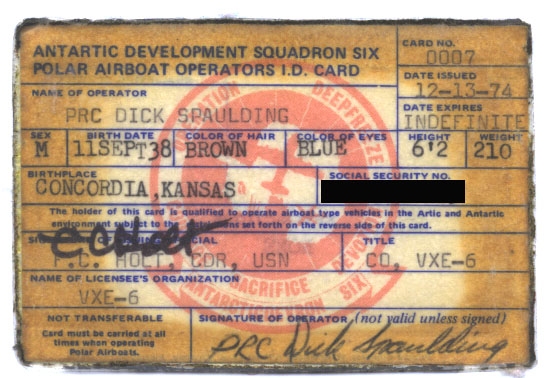 ANTARTIC DEVELOPMENT SQUADRON SIX
POLAR AIRBOAT OPERATORS I.D. CARD
CARD NO.
0007
DATE ISSUED
12-13-74
NAME OF OPERATOR
PRC DICK SPAULDING
DATE EXPIRES
INDEFINITE
SEX BIRTH DATE COLOR OF HAIR COLOR OF EYES HEIGHT WEIGHT
M 11SEPT38 BROWN BLUE 6'2 210
BIRTHPLACE
CONCORDIA,KANSAS
SOCIAL SECURITY NO.
The holder of this card is qualified to operate airboat type vehicles in the Artic and Antartic
environment subject to the set forth on the reverse side of this card.
TITLE
HOLT, CDR, USN
CO, VXE-6
NAME OF LICENSEE'S ORGANIZATION
VXE-6
NOT TRANSFERABLE
Card must be carried at all
times when operating
Polar Airboats.
SIGNATURE OF OPERATOR (not valid unless signed)
PRC Dick Spaulding
DEEPFREEZE
SACRIFICE
SIX